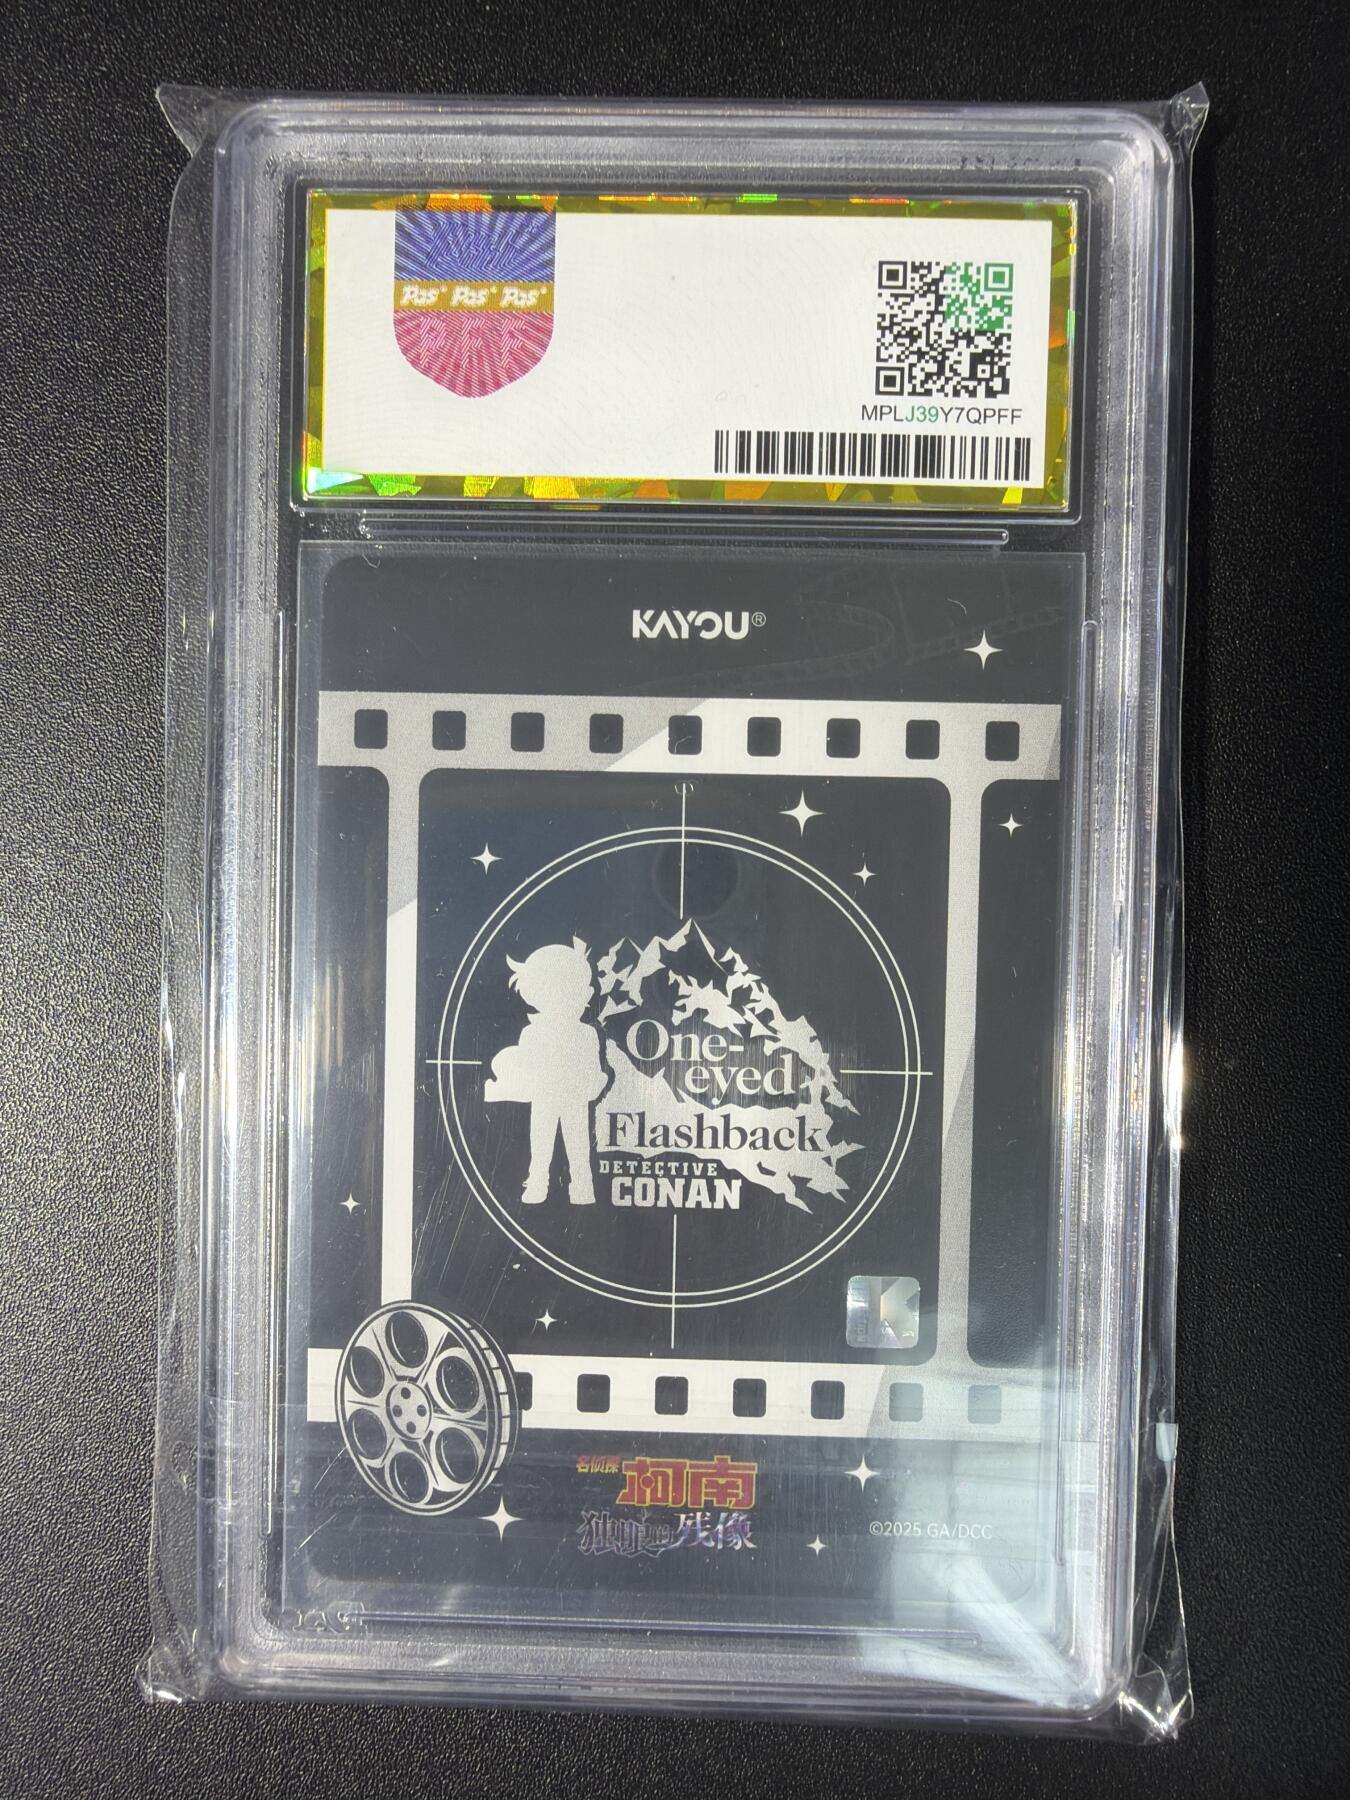 Pas* Pas* Pas*
MPLJ39Y7QPFF
KAYOU®
One-
eyed
Flashback
DETECTIVE
CONAN
名侦探
柯南
独眼的残像
©2025 GA/DCC